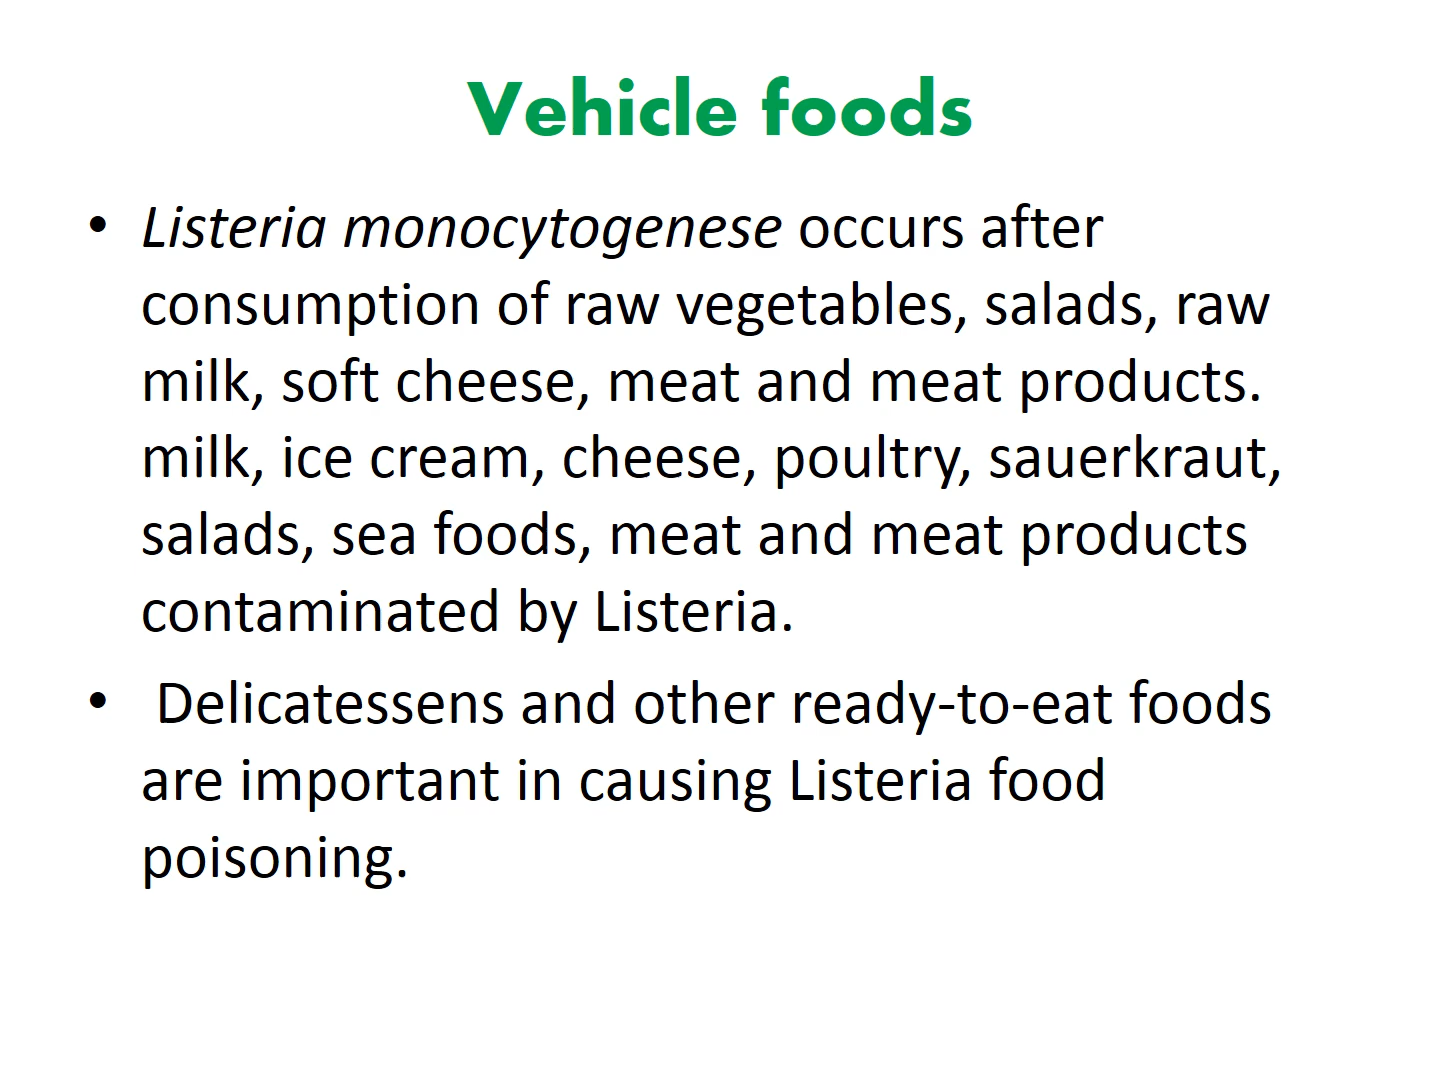 Vehicle foods
• Listeria monocytogenese occurs after
consumption of raw vegetables, salads, raw
milk, soft cheese, meat and meat products.
milk, ice cream, cheese, poultry, sauerkraut,
salads, sea foods, meat and meat products
contaminated by Listeria.
• Delicatessens and other ready-to-eat foods
are important in causing Listeria food
poisoning.